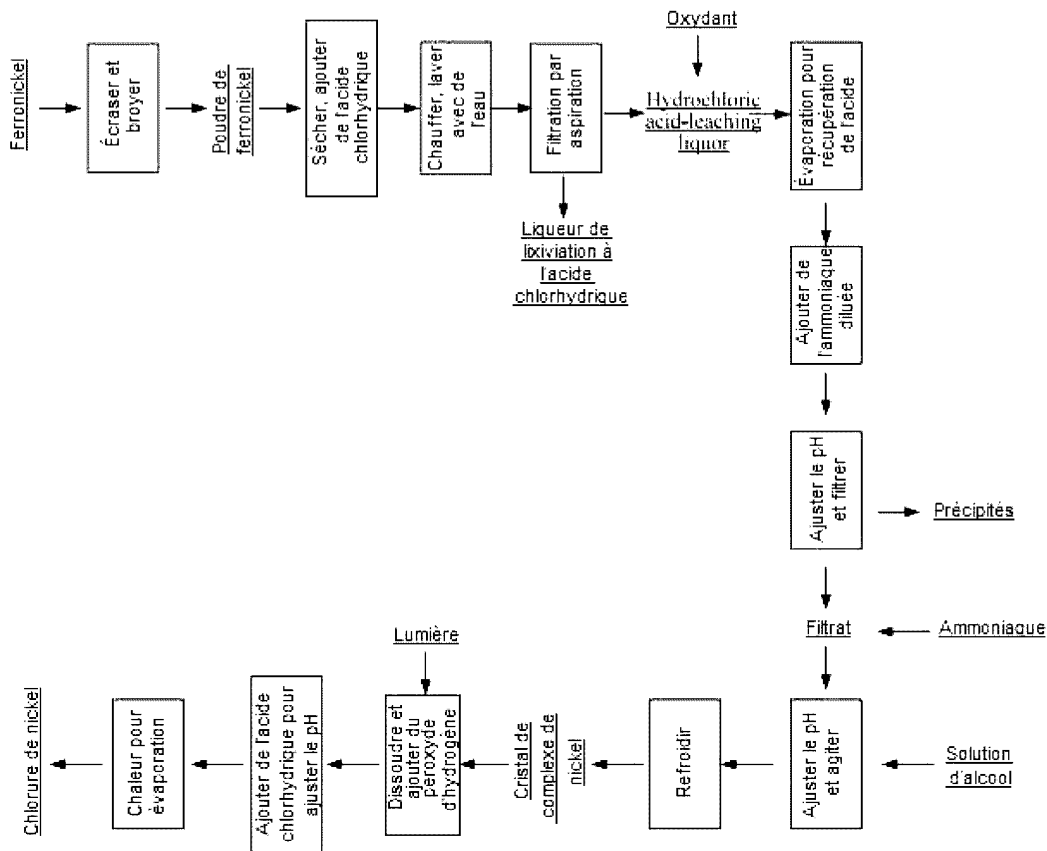 Ferronickel
Écraser et
broyer
Poudre de
ferronickel
Sécher, ajouter
de l'acide
chlorhydrique
Chauffer, laver
avec de
l'eau
Filtration par
aspiration
Oxydant
Hydrochloric
acid-leaching
liquor
Évaporation pour
récupération
de l'acide
Liqueur de
lixiviation à
l'acide
chlorhydrique
Ajouter de
l'ammoniaque
diluée
Ajuster le pH
et filtrer
Précipités
Filtrat
Ammoniaque
Ajuster le pH
et agiter
Solution
d'alcool
Refroidir
Cristal de
complexe de
nickel
Lumière
Dissoudre et
ajouter du
peroxyde
d'hydrogène
Ajouter de l'acide
chlorhydrique pour
ajuster le pH
Chaleur pour
évaporation
Chlorure de nickel